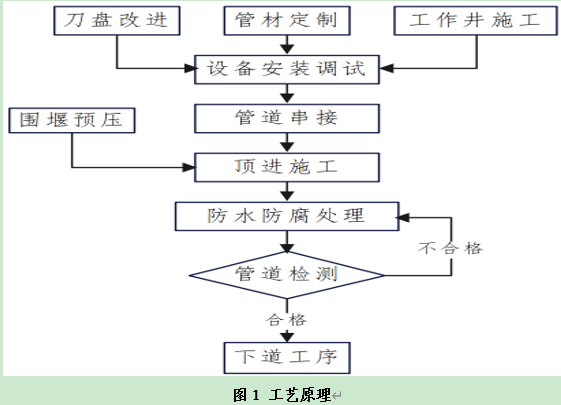 刀盘改进
管材定制
工作井施工
设备安装调试
管道串接
围堰预压
顶进施工
防水防腐处理
不合格
管道检测
合格
下道工序
图1 工艺原理